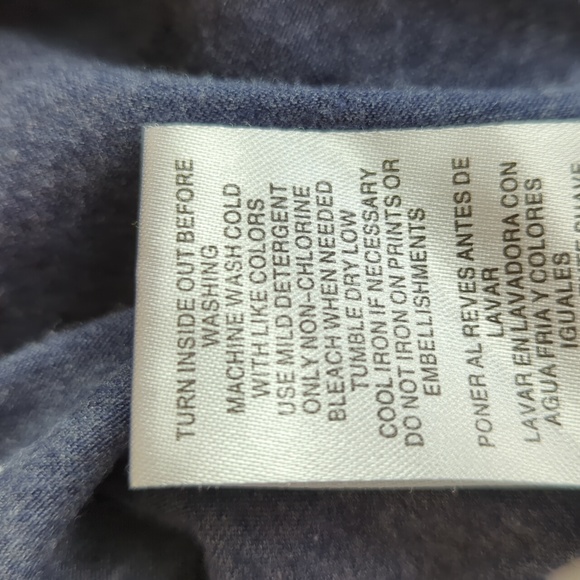 TURN INSIDE OUT BEFORE
WASHING
MACHINE WASH COLD
WITH LIKE COLORS
USE MILD DETERGENT
ONLY NON-CHLORINE
BLEACH WHEN NEEDED
TUMBLE DRY LOW
COOL IRON IF NECESSARY
DO NOT IRON ON PRINTS OR
EMBELLISHMENTS
PONER AL REVES ANTES DE
LAVAR
LAVAR EN LAVADORA CON
AGUA FRIA Y COLORES
IGUALES